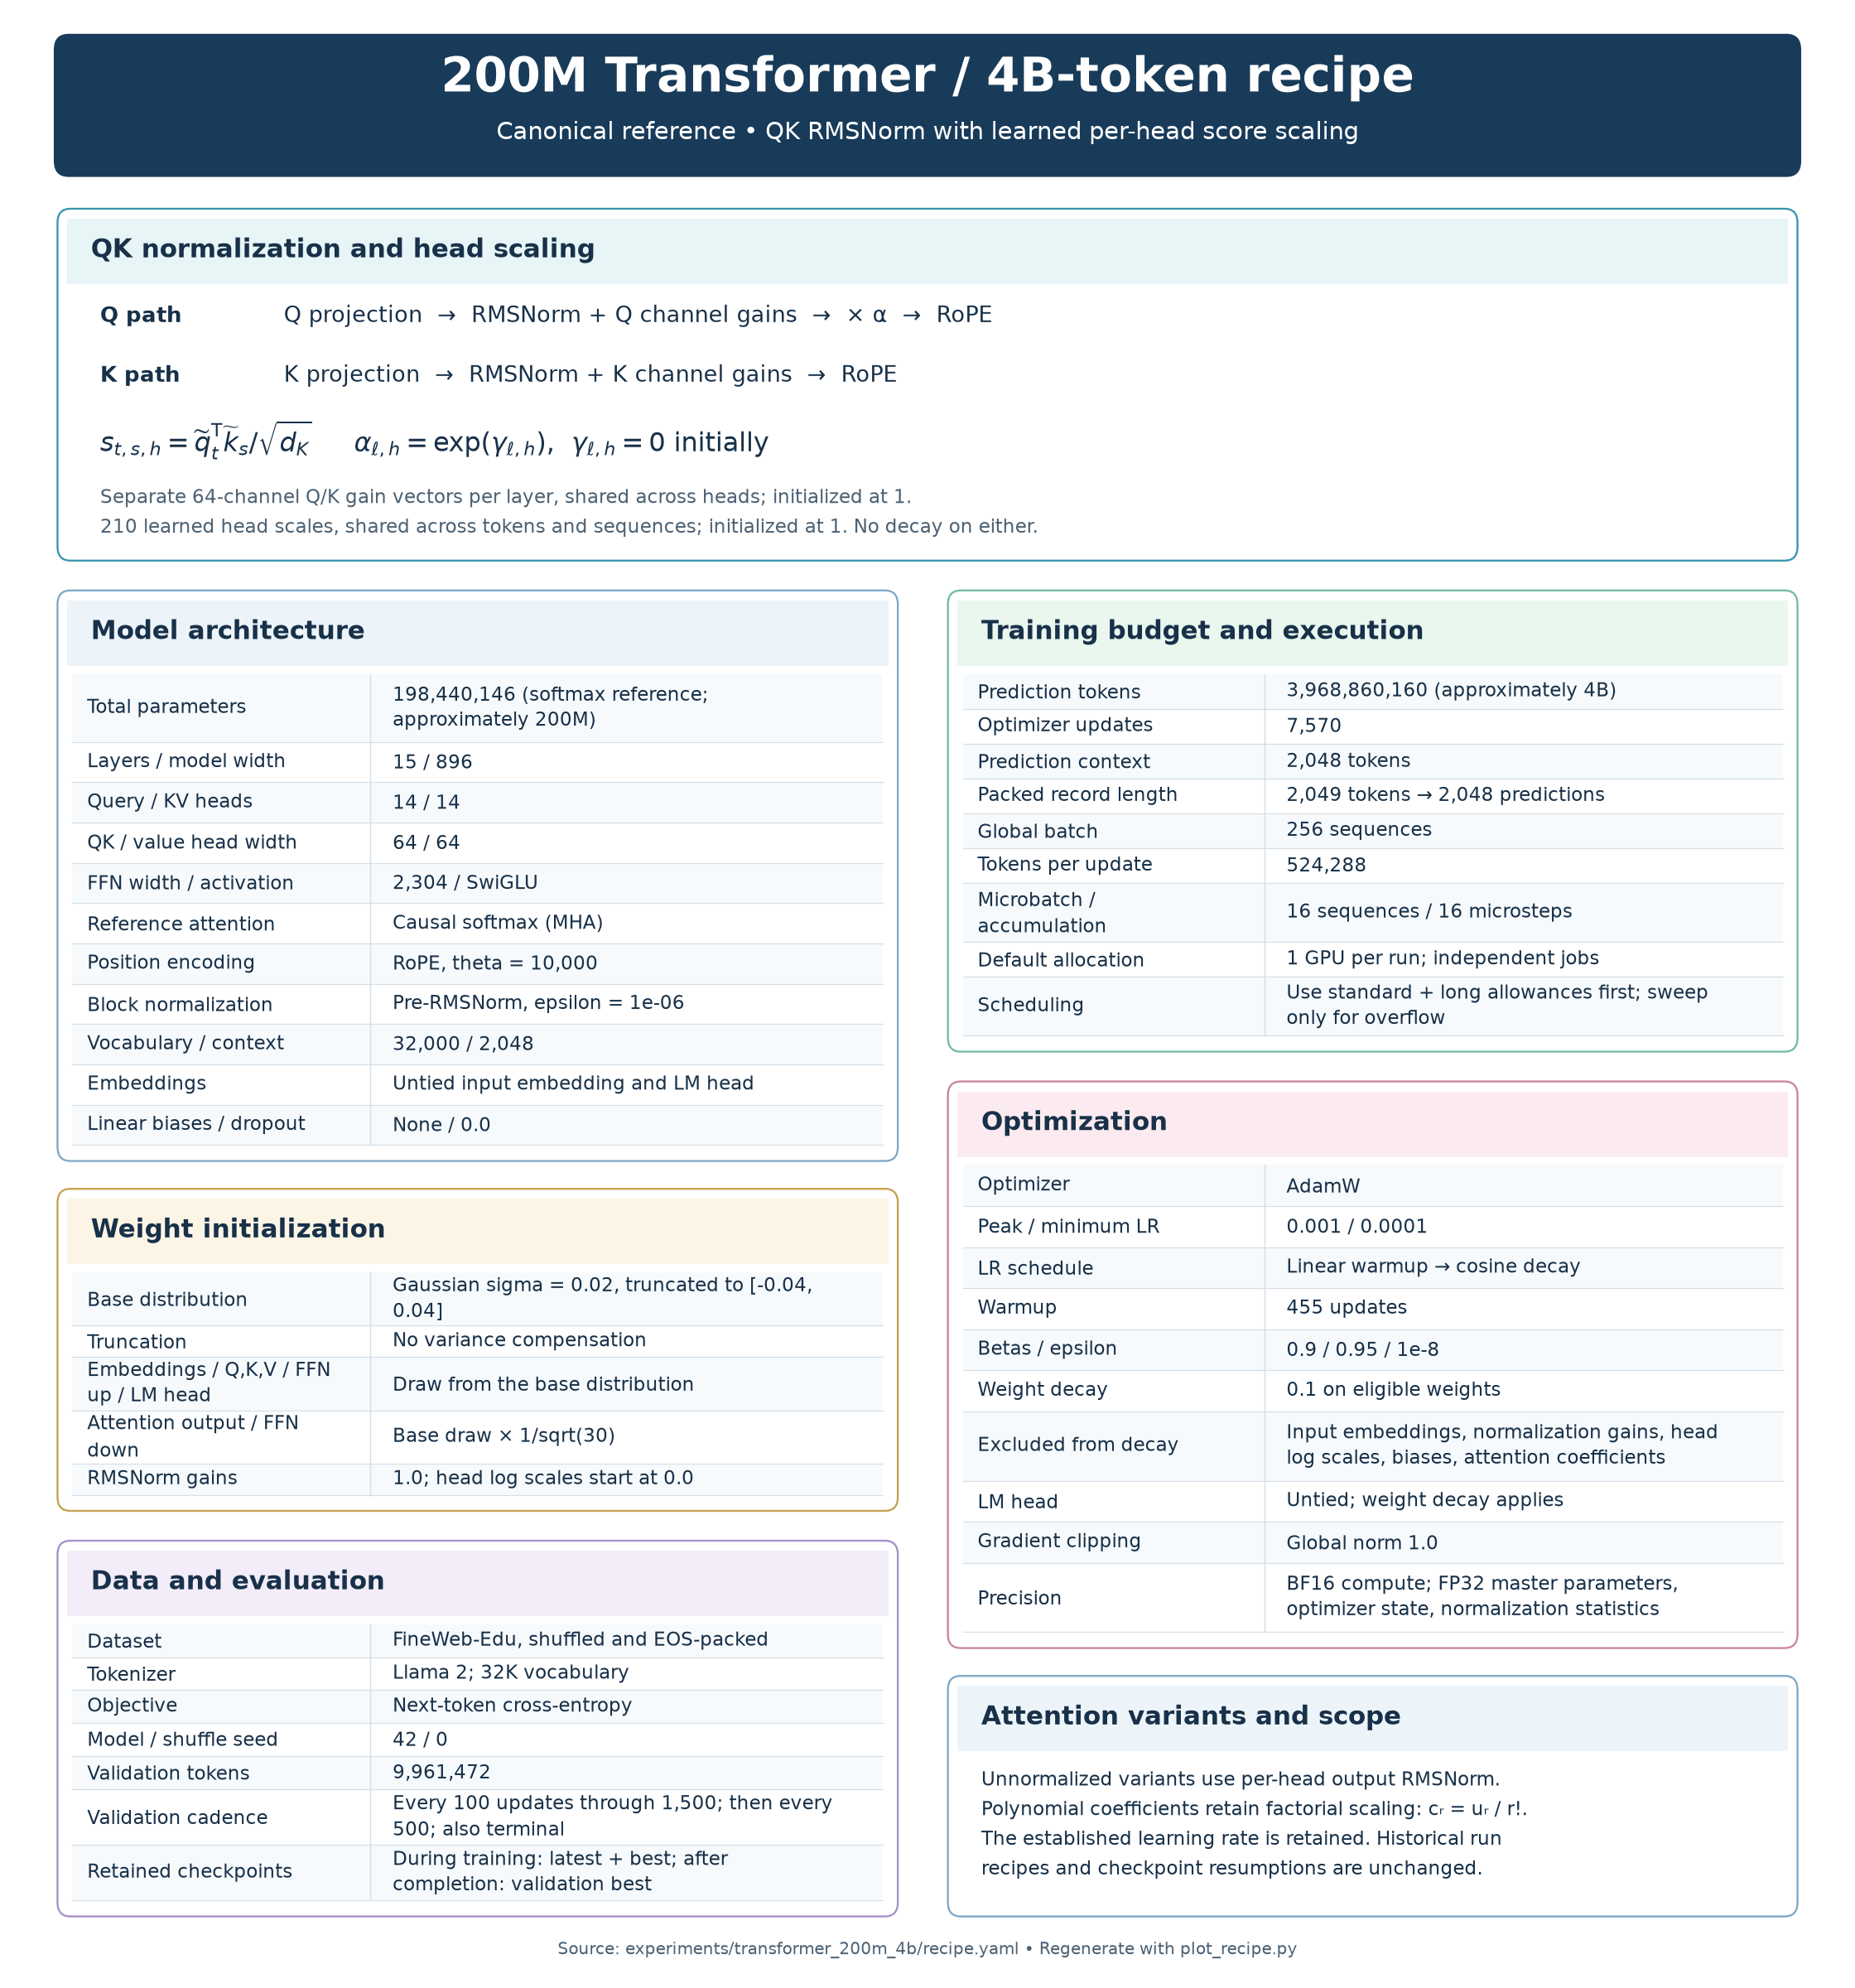 200M Transformer / 4B-token recipe
Canonical reference • QK RMSNorm with learned per-head score scaling
QK normalization and head scaling
Q path Q projection → RMSNorm + Q channel gains → × α → RoPE
K path K projection → RMSNorm + K channel gains → RoPE
s_{t,s,h} = q̃_t^T k̃_s/√d_K α_{ℓ,h} = exp(γ_{ℓ,h}), γ_{ℓ,h} = 0 initially
Separate 64-channel Q/K gain vectors per layer, shared across heads; initialized at 1.
210 learned head scales, shared across tokens and sequences; initialized at 1. No decay on either.
Model architecture
Total parameters 198,440,146 (softmax reference;
approximately 200M)
Layers / model width 15 / 896
Query / KV heads 14 / 14
QK / value head width 64 / 64
FFN width / activation 2,304 / SwiGLU
Reference attention Causal softmax (MHA)
Position encoding RoPE, theta = 10,000
Block normalization Pre-RMSNorm, epsilon = 1e-06
Vocabulary / context 32,000 / 2,048
Embeddings Untied input embedding and LM head
Linear biases / dropout None / 0.0
Weight initialization
Base distribution Gaussian sigma = 0.02, truncated to [-0.04,
0.04]
Truncation No variance compensation
Embeddings / Q,K,V / FFN
up / LM head Draw from the base distribution
Attention output / FFN
down Base draw × 1/sqrt(30)
RMSNorm gains 1.0; head log scales start at 0.0
Data and evaluation
Dataset FineWeb-Edu, shuffled and EOS-packed
Tokenizer Llama 2; 32K vocabulary
Objective Next-token cross-entropy
Model / shuffle seed 42 / 0
Validation tokens 9,961,472
Validation cadence Every 100 updates through 1,500; then every
500; also terminal
Retained checkpoints During training: latest + best; after
completion: validation best
Training budget and execution
Prediction tokens 3,968,860,160 (approximately 4B)
Optimizer updates 7,570
Prediction context 2,048 tokens
Packed record length 2,049 tokens → 2,048 predictions
Global batch 256 sequences
Tokens per update 524,288
Microbatch /
accumulation 16 sequences / 16 microsteps
Default allocation 1 GPU per run; independent jobs
Scheduling Use standard + long allowances first; sweep
only for overflow
Optimization
Optimizer AdamW
Peak / minimum LR 0.001 / 0.0001
LR schedule Linear warmup → cosine decay
Warmup 455 updates
Betas / epsilon 0.9 / 0.95 / 1e-8
Weight decay 0.1 on eligible weights
Excluded from decay Input embeddings, normalization gains, head
log scales, biases, attention coefficients
LM head Untied; weight decay applies
Gradient clipping Global norm 1.0
Precision BF16 compute; FP32 master parameters,
optimizer state, normalization statistics
Attention variants and scope
Unnormalized variants use per-head output RMSNorm.
Polynomial coefficients retain factorial scaling: cᵣ = uᵣ / r!.
The established learning rate is retained. Historical run
recipes and checkpoint resumptions are unchanged.
Source: experiments/transformer_200m_4b/recipe.yaml • Regenerate with plot_recipe.py